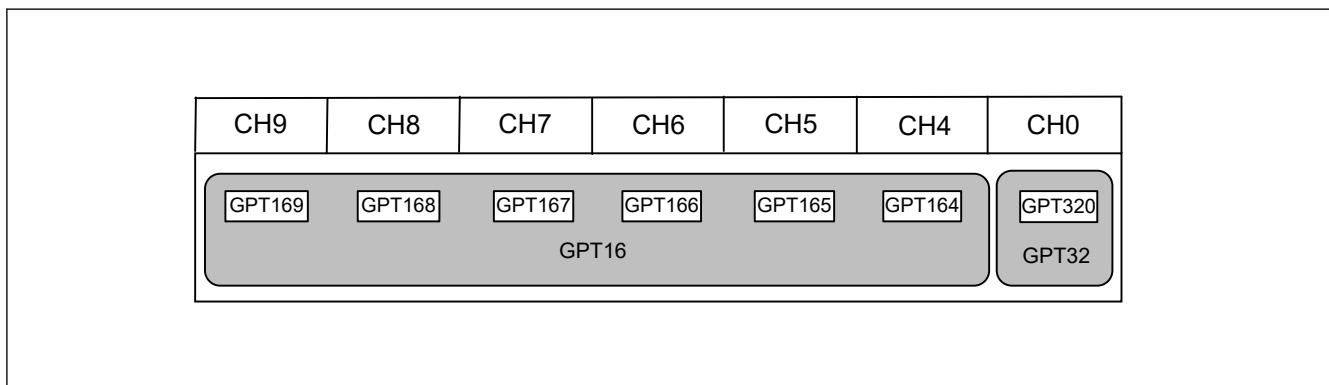 CH9 CH8 CH7 CH6 CH5 CH4 CH0
GPT169 GPT168 GPT167 GPT166 GPT165 GPT164 GPT320
GPT16 GPT32